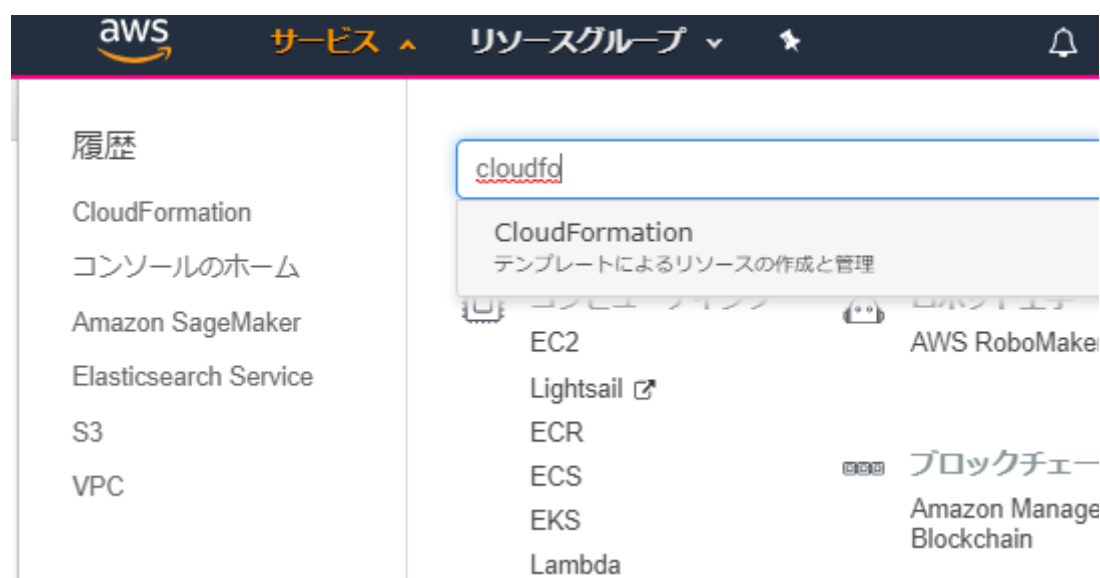 aws
サービス
リソースグループ
履歴
CloudFormation
コンソールのホーム
Amazon SageMaker
Elasticsearch Service
S3
VPC
cloudfo
CloudFormation
テンプレートによるリソースの作成と管理
EC2
Lightsail
ECR
ECS
EKS
Lambda
AWS RoboMaker
ブロックチェー
Amazon Manage
Blockchain